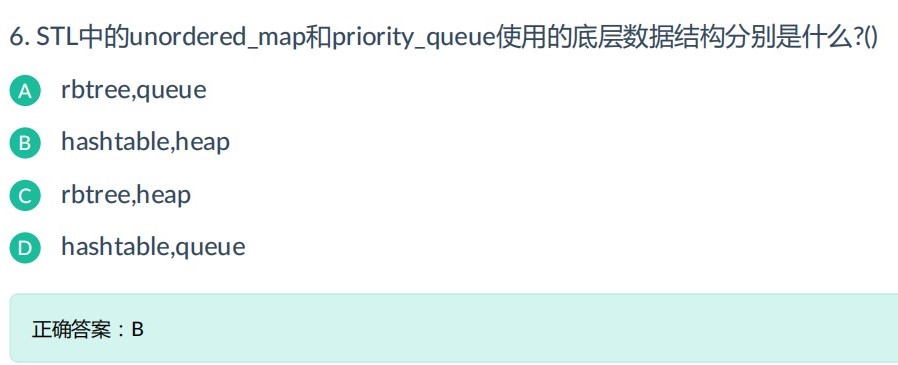 6. STL中的unordered_map和priority_queue使用的底层数据结构分别是什么?()
A rbtree,queue
B hashtable,heap
C rbtree,heap
D hashtable,queue
正确答案：B